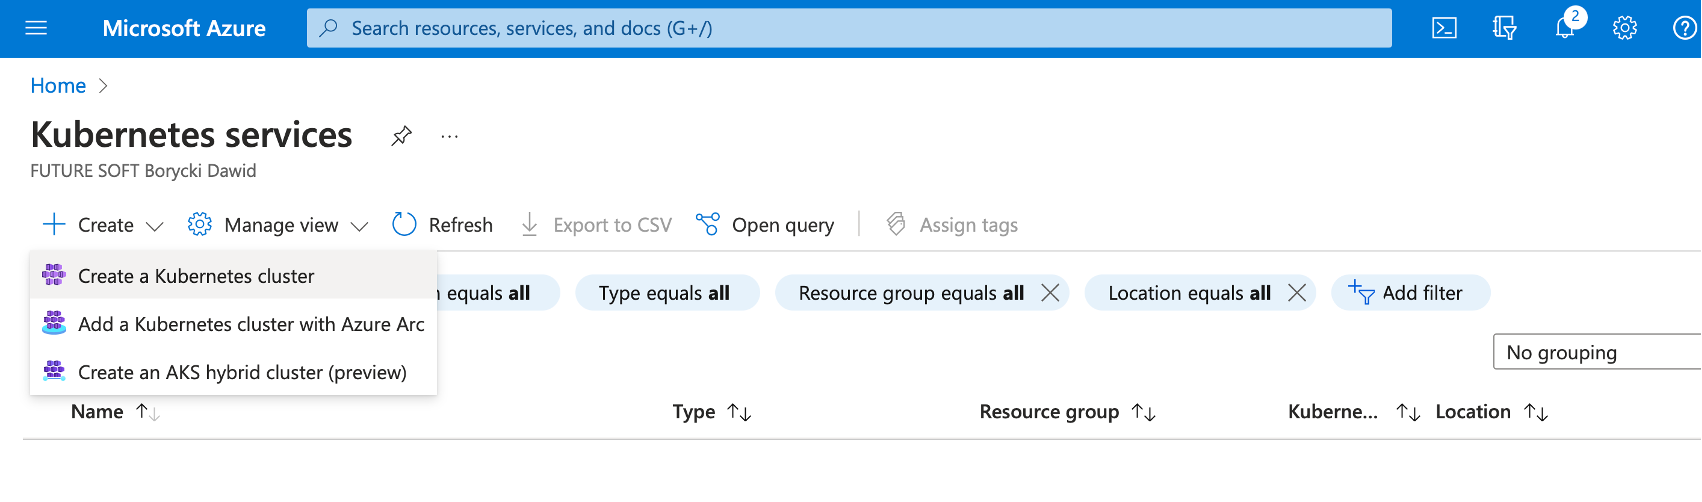 Microsoft Azure
Search resources, services, and docs (G+/)
2
Home
Kubernetes services
...
FUTURE SOFT Borycki Dawid
Create
Manage view
Refresh
Export to CSV
Open query
Assign tags
Create a Kubernetes cluster
Add a Kubernetes cluster with Azure Arc
Create an AKS hybrid cluster (preview)
equals all
Type equals all
Resource group equals all
Location equals all
Add filter
No grouping
Name
Type
Resource group
Kuberne...
Location